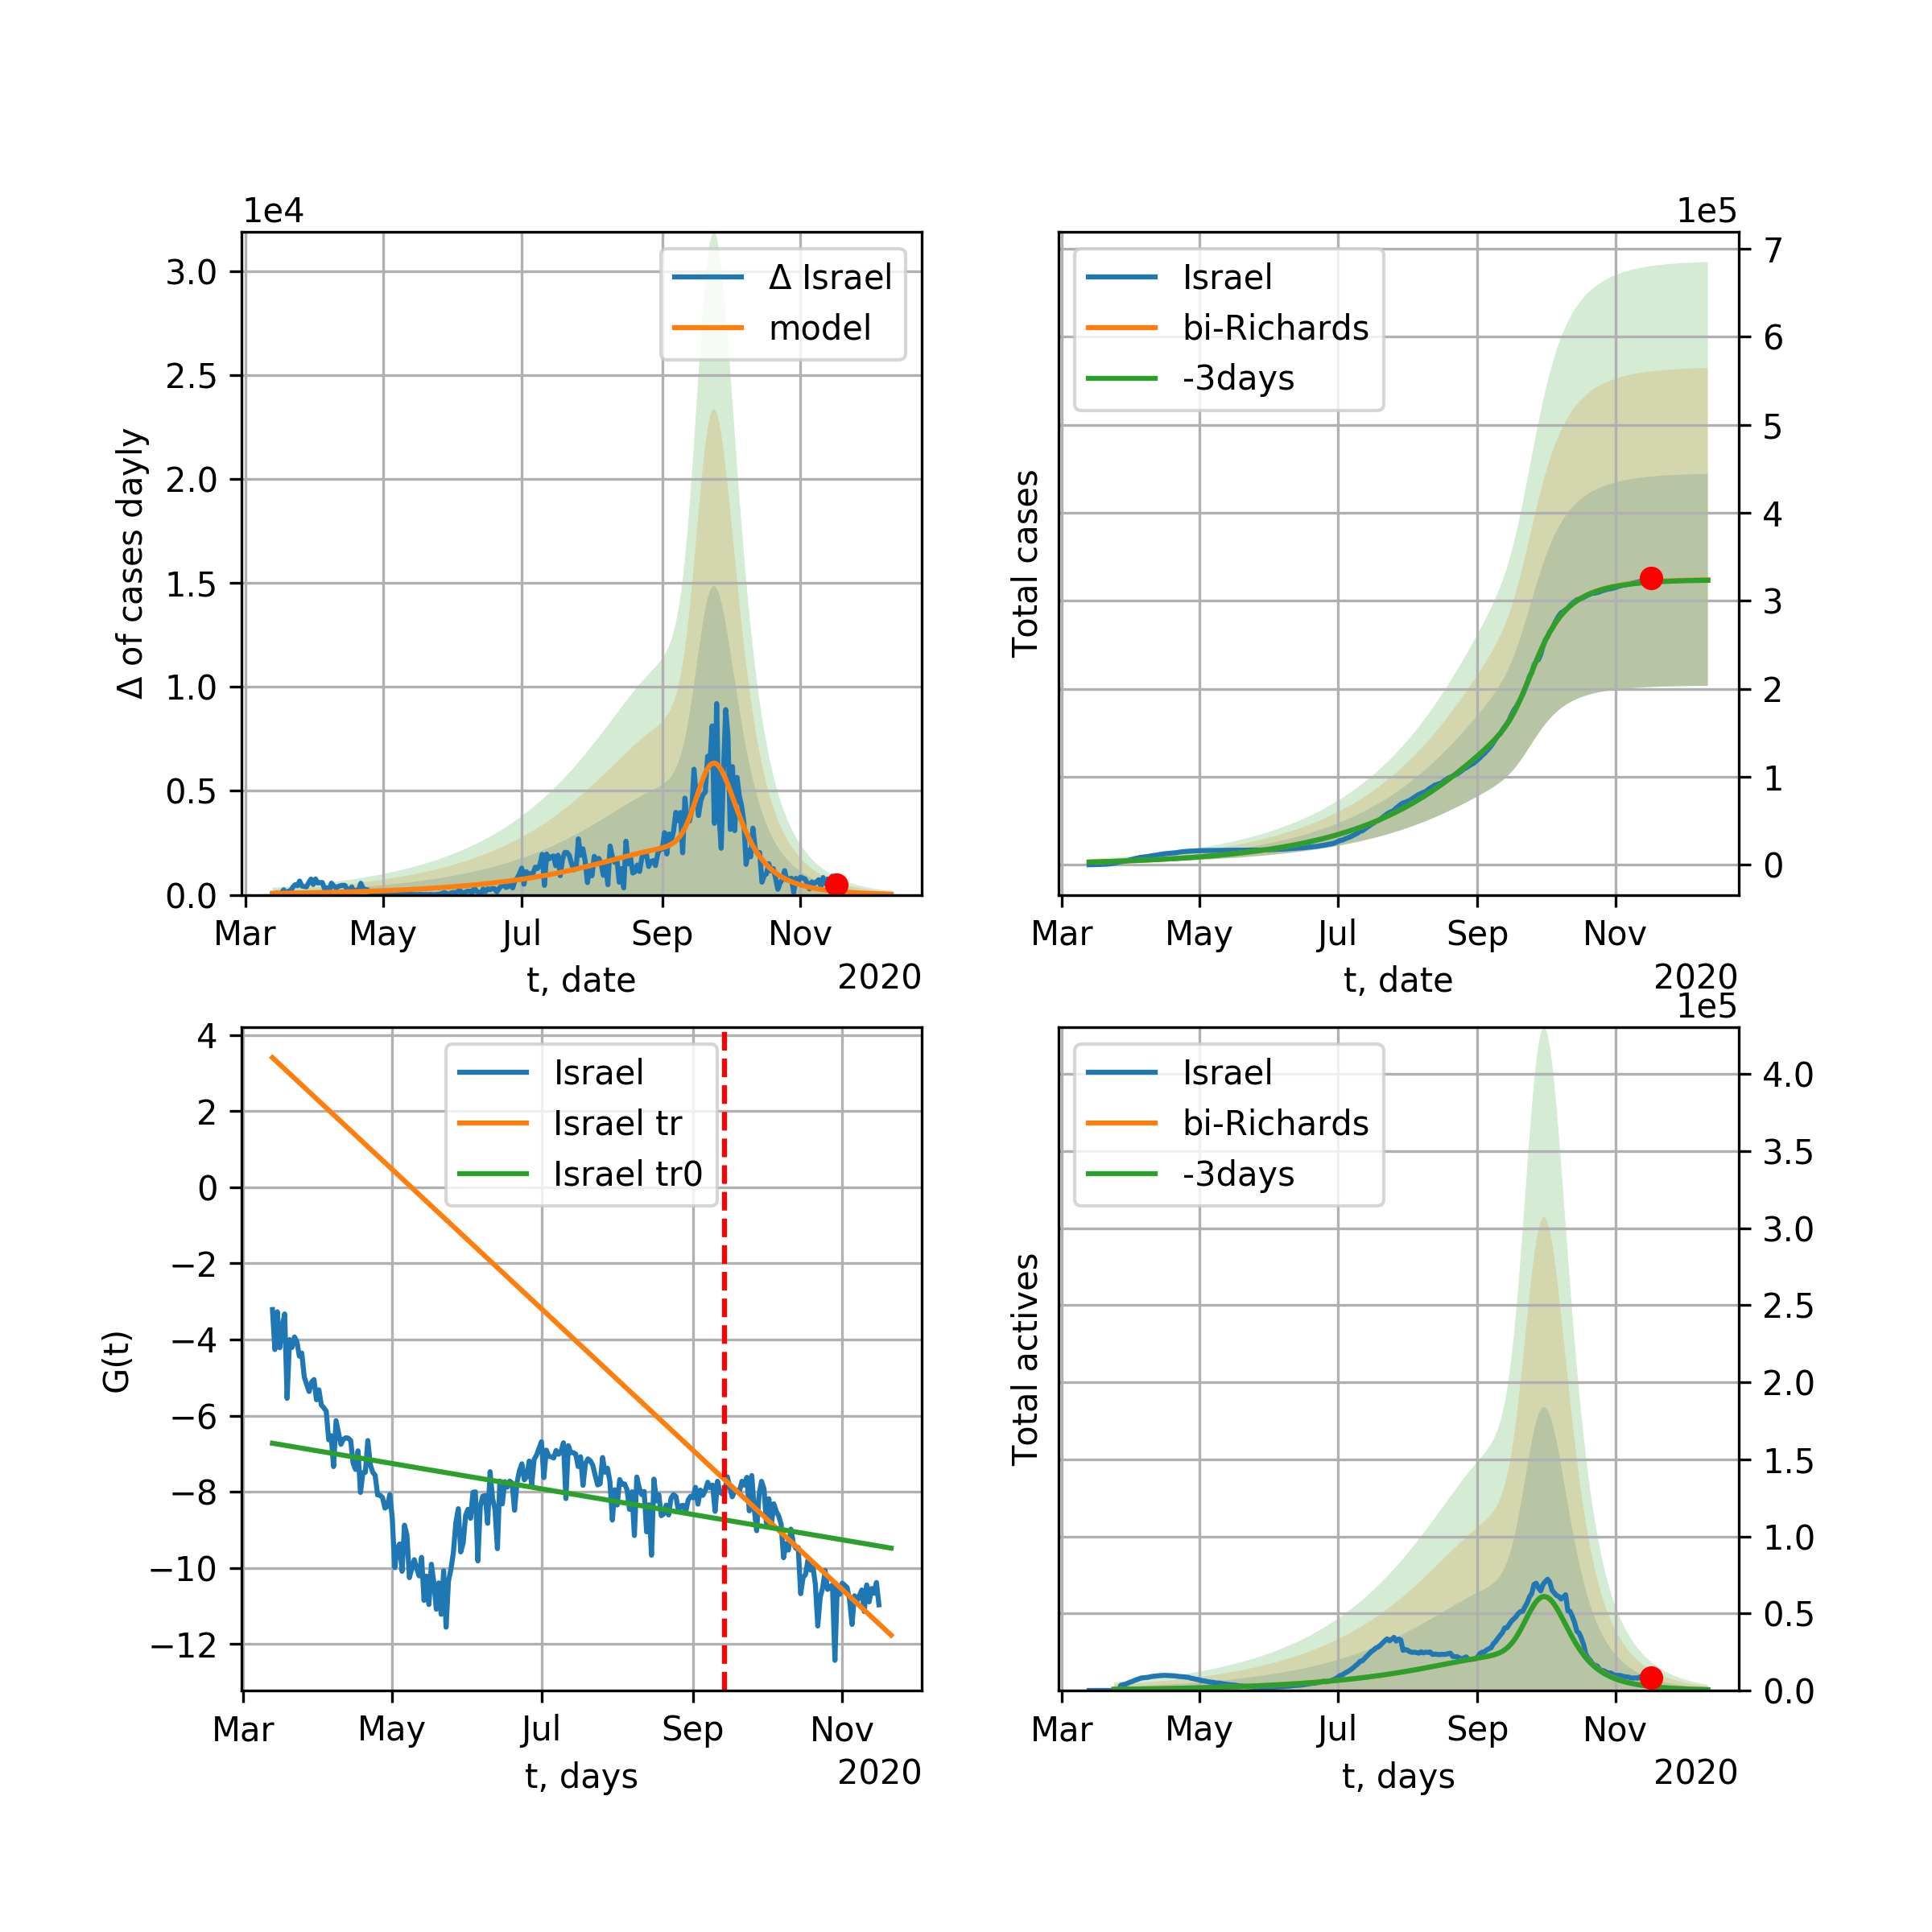 1e4
3.0
2.5
2.0
1.5
1.0
0.5
0.0
Δ of cases dayly
Δ Israel
model
Mar May Jul Sep Nov
t, date
2020
1e5
7
6
5
4
3
2
1
0
Total cases
Israel
bi-Richards
-3days
Mar May Jul Sep Nov
t, date
2020
4
2
0
−2
−4
−6
−8
−10
−12
G(t)
Israel
Israel tr
Israel tr0
Mar May Jul Sep Nov
t, days
2020
1e5
4.0
3.5
3.0
2.5
2.0
1.5
1.0
0.5
0.0
Total actives
Israel
bi-Richards
-3days
Mar May Jul Sep Nov
t, days
2020